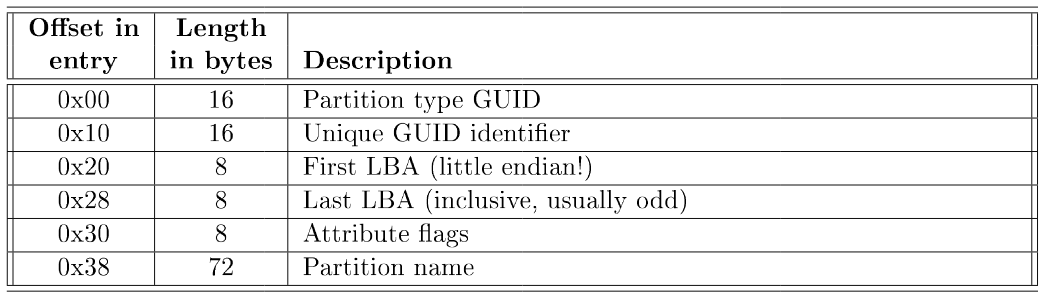 Offset in Length
entry in bytes Description
0x00 16 Partition type GUID
0x10 16 Unique GUID identifier
0x20 8 First LBA (little endian!)
0x28 8 Last LBA (inclusive, usually odd)
0x30 8 Attribute flags
0x38 72 Partition name